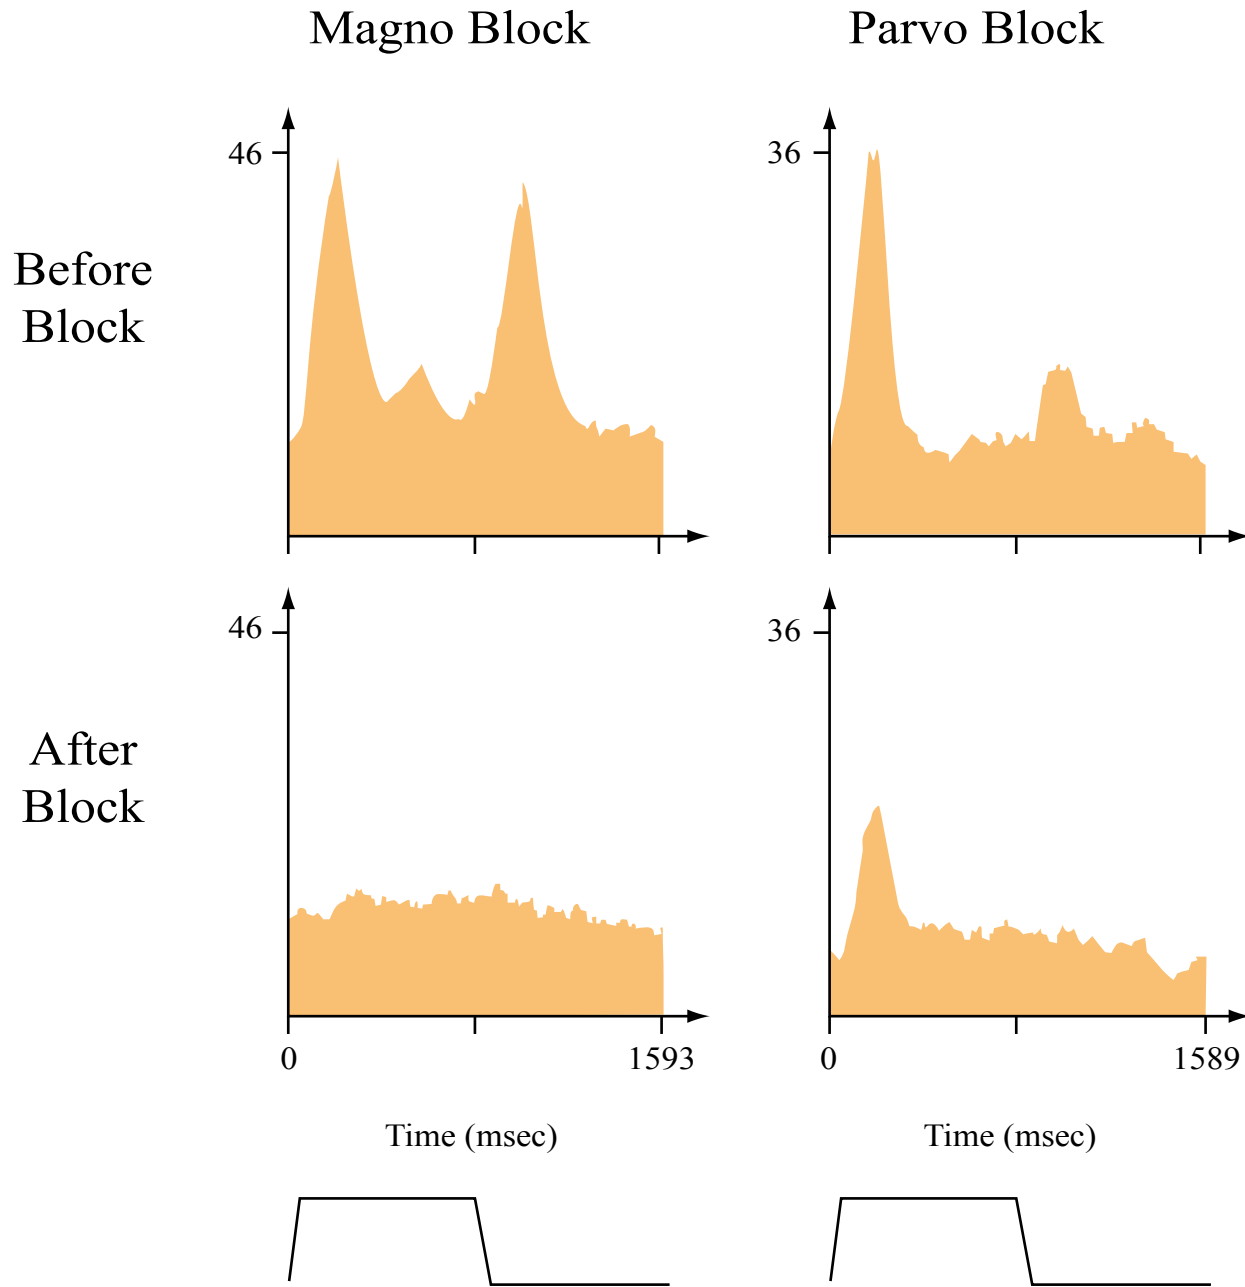 Magno Block
Parvo Block
Before
Block
46
36
After
Block
46
36
0
1593
0
1589
Time (msec)
Time (msec)